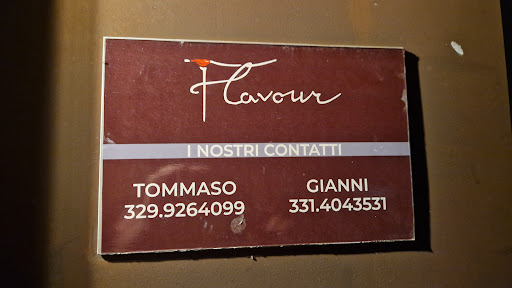 Flavour
I NOSTRI CONTATTI
TOMMASO
329.9264099
GIANNI
331.4043531